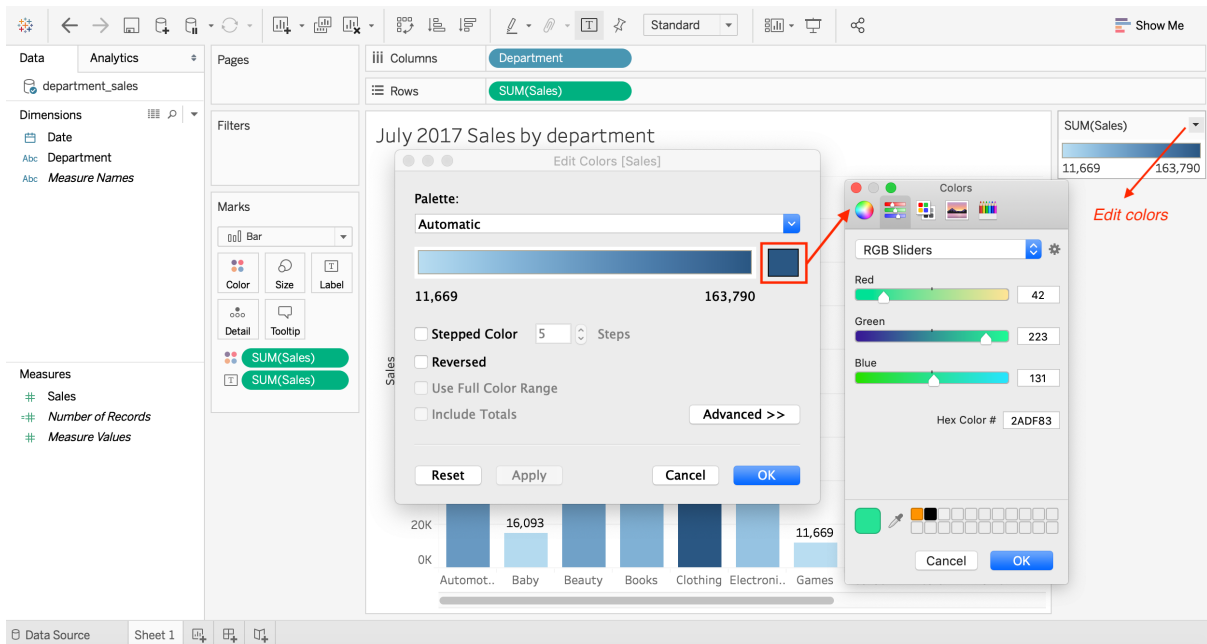 Standard
Show Me
Data
Analytics
Pages
Columns
Department
department_sales
Rows
SUM(Sales)
Dimensions
Date
Abc Department
Abc Measure Names
Filters
Marks
Bar
Color
Size
T
Label
Detail
Tooltip
SUM(Sales)
T SUM(Sales)
Measures
# Sales
=# Number of Records
# Measure Values
July 2017 Sales by department
Edit Colors [Sales]
Palette:
Automatic
11,669
163,790
Stepped Color
5
Steps
Reversed
Use Full Color Range
Include Totals
Advanced >>
Reset
Apply
Cancel
OK
Sales
20K
0K
16,093
11,669
Automot..
Baby
Beauty
Books
Clothing
Electroni..
Games
SUM(Sales)
11,669
163,790
Edit colors
Colors
RGB Sliders
Red
42
Green
223
Blue
131
Hex Color #
2ADF83
Cancel
OK
Data Source
Sheet 1